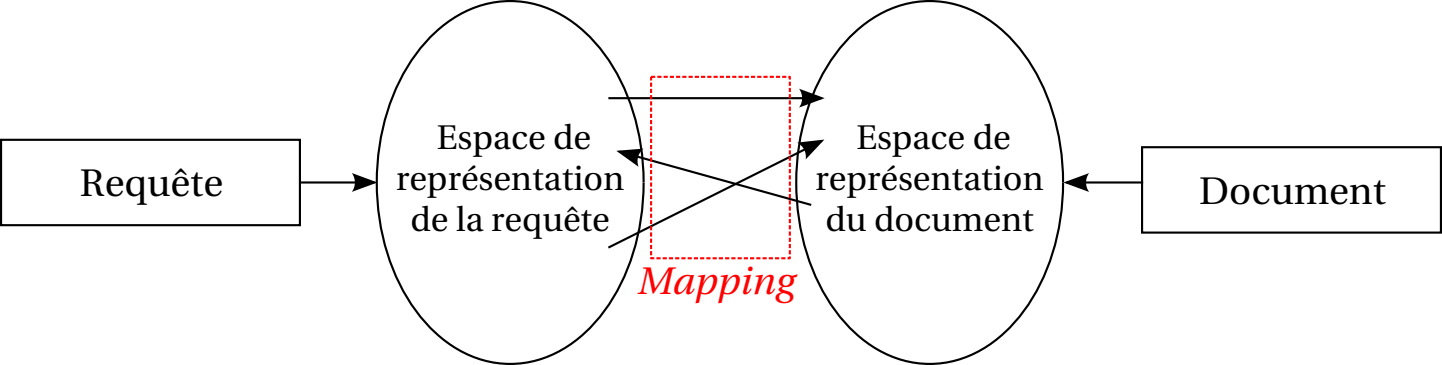 Requête
Espace de
représentation
de la requête
Mapping
Espace de
représentation
du document
Document